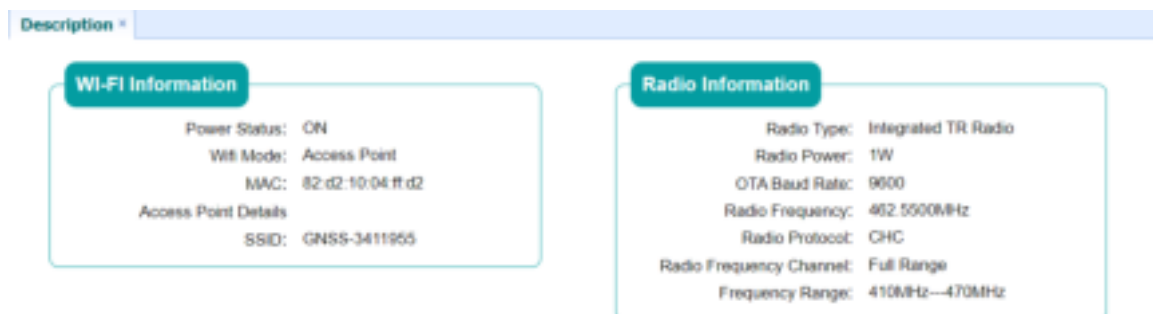 Description ×
WI-FI Information
Power Status: ON
Wifi Mode: Access Point
MAC: 82:d2:10:04:ff:d2
Access Point Details
SSID: GNSS-3411955
Radio Information
Radio Type: Integrated TR Radio
Radio Power: 1W
OTA Baud Rate: 9600
Radio Frequency: 462.5500MHz
Radio Protocol: CHC
Radio Frequency Channel: Full Range
Frequency Range: 410MHz---470MHz